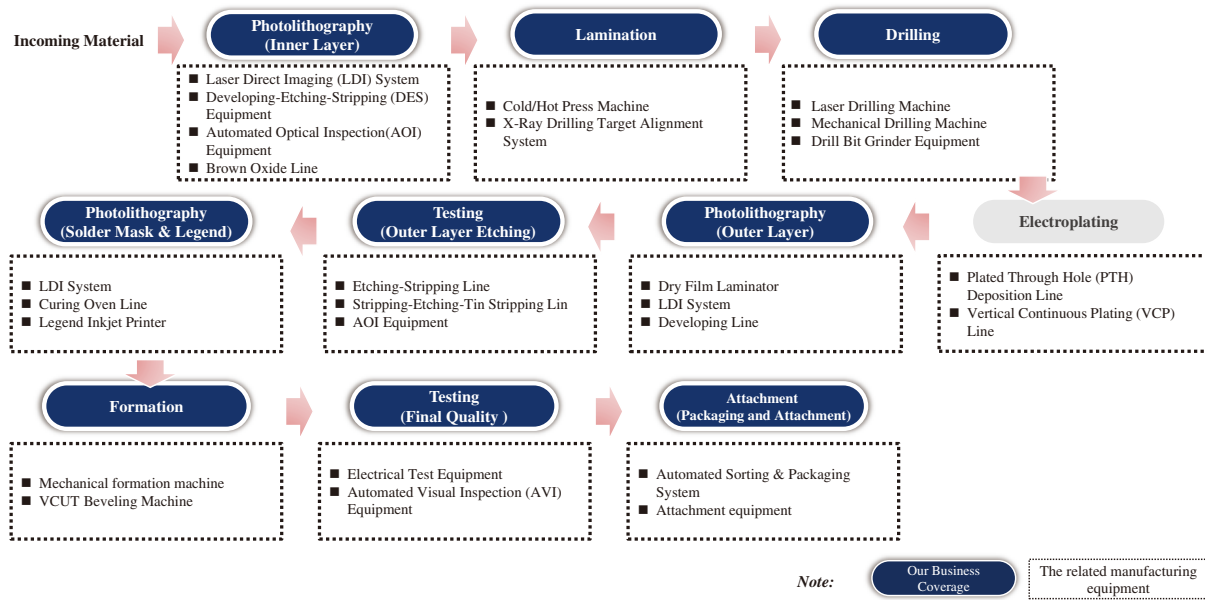 Incoming Material
Photolithography
(Inner Layer)
Lamination
Drilling
■ Laser Direct Imaging (LDI) System
■ Developing-Etching-Stripping (DES)
Equipment
■ Automated Optical Inspection(AOI)
Equipment
■ Brown Oxide Line
■ Cold/Hot Press Machine
■ X-Ray Drilling Target Alignment
System
■ Laser Drilling Machine
■ Mechanical Drilling Machine
■ Drill Bit Grinder Equipment
Photolithography
(Solder Mask & Legend)
Testing
(Outer Layer Etching)
Photolithography
(Outer Layer)
Electroplating
■ LDI System
■ Curing Oven Line
■ Legend Inkjet Printer
■ Etching-Stripping Line
■ Stripping-Etching-Tin Stripping Lin
■ AOI Equipment
■ Dry Film Laminator
■ LDI System
■ Developing Line
■ Plated Through Hole (PTH)
Deposition Line
■ Vertical Continuous Plating (VCP)
Line
Formation
Testing
(Final Quality )
Attachment
(Packaging and Attachment)
■ Mechanical formation machine
■ VCUT Beveling Machine
■ Electrical Test Equipment
■ Automated Visual Inspection (AVI)
Equipment
■ Automated Sorting & Packaging
System
■ Attachment equipment
Note:
Our Business
Coverage
The related manufacturing
equipment